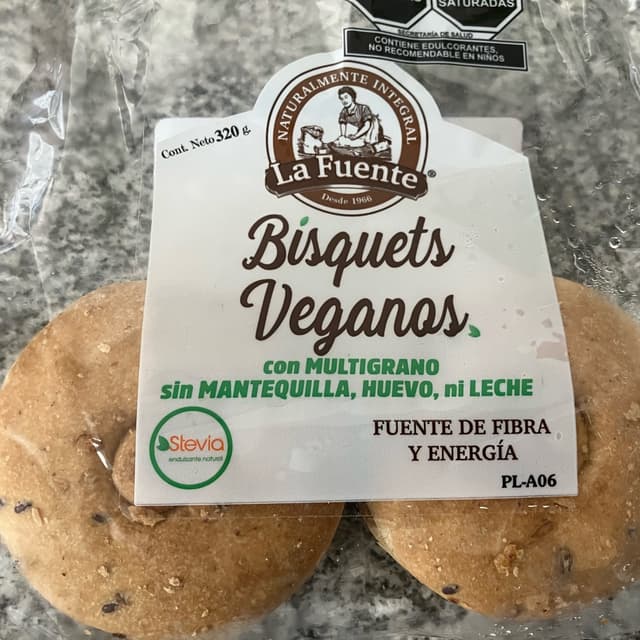 SATURADAS
SECRETARÍA DE SALUD
CONTIENE EDULCORANTES,
NO RECOMENDABLE EN NIÑOS
Cont. Neto 320 g
NATURALMENTE INTEGRAL
La Fuente®
Desde 1966
Bisquets
Veganos
con MULTIGRANO
sin MANTEQUILLA, HUEVO, ni LECHE
Stevia
endulzante natural
FUENTE DE FIBRA
Y ENERGÍA
PL-A06